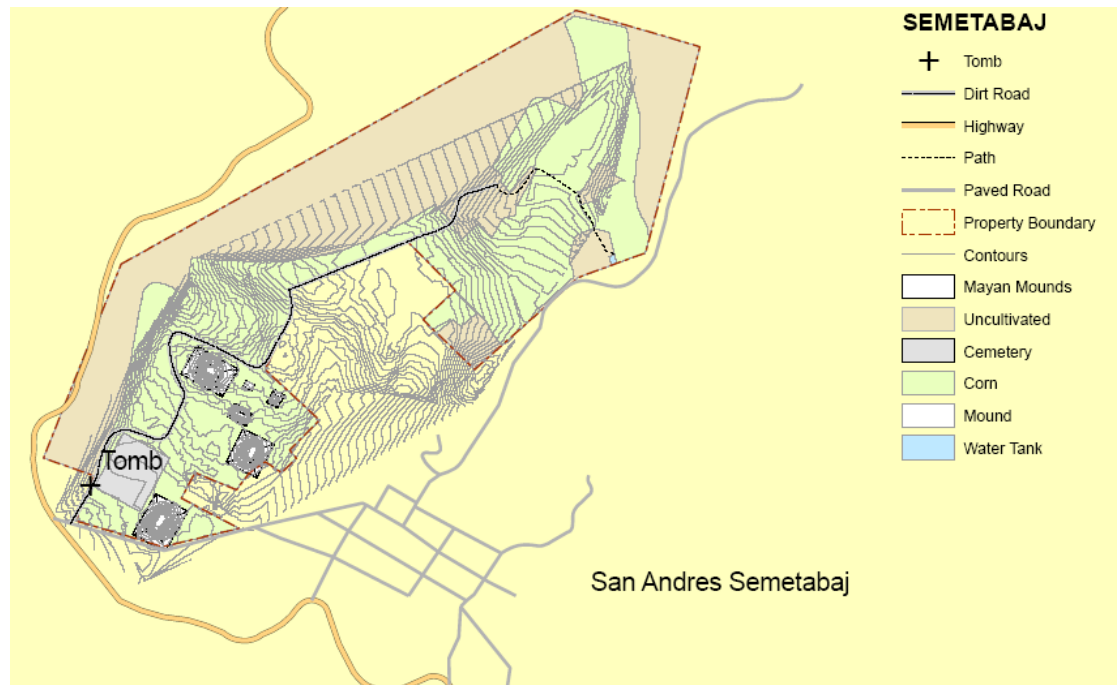 SEMETABAJ
Tomb
Dirt Road
Highway
Path
Paved Road
Property Boundary
Contours
Mayan Mounds
Uncultivated
Cemetery
Corn
Mound
Water Tank
Tomb
San Andres Semetabaj